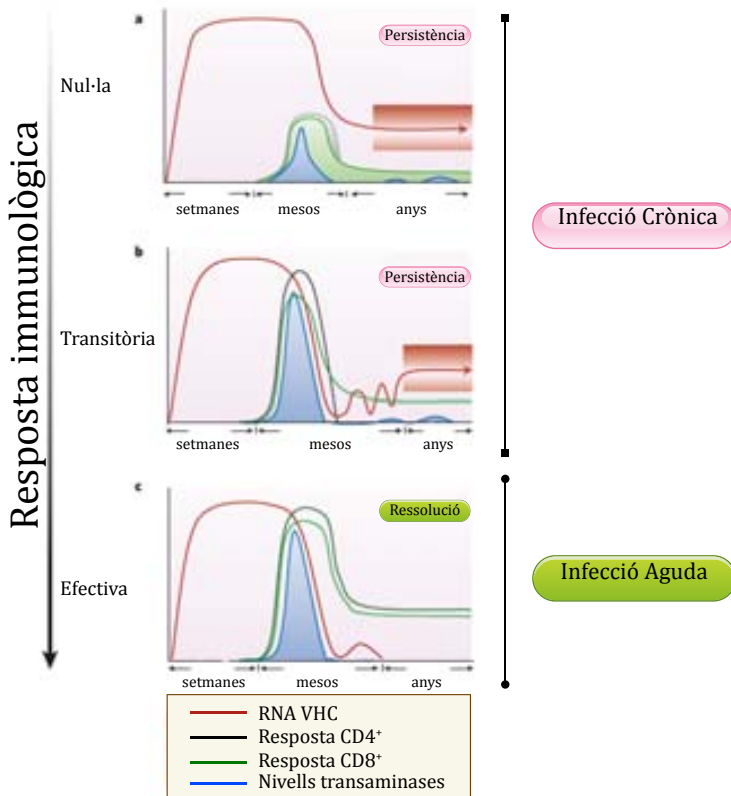 Resposta immunològica
a
Persistència
Nul·la
setmanes mesos anys
Infecció Crònica
b
Persistència
Transitòria
setmanes mesos anys
c
Ressolució
Infecció Aguda
Efectiva
setmanes mesos anys
RNA VHC
Resposta CD4⁺
Resposta CD8⁺
Nivells transaminases